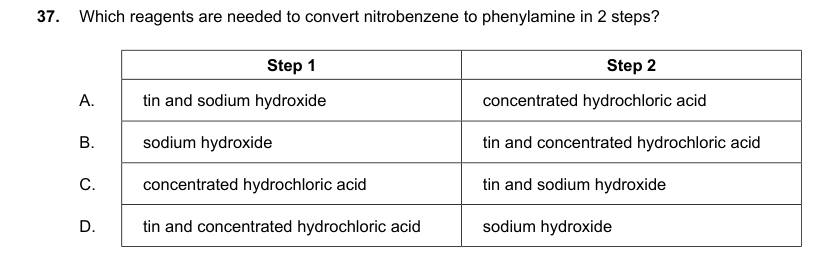 37. Which reagents are needed to convert nitrobenzene to phenylamine in 2 steps?
Step 1 Step 2
A. tin and sodium hydroxide concentrated hydrochloric acid
B. sodium hydroxide tin and concentrated hydrochloric acid
C. concentrated hydrochloric acid tin and sodium hydroxide
D. tin and concentrated hydrochloric acid sodium hydroxide